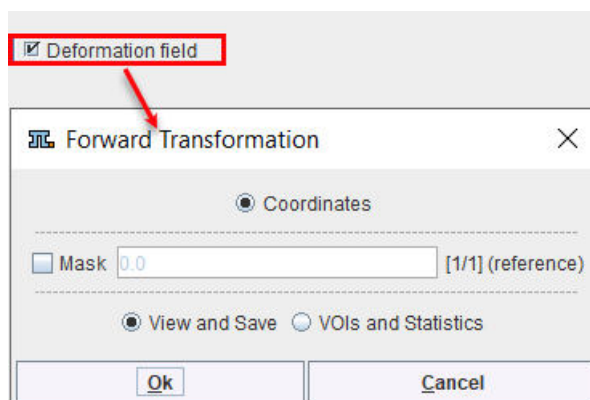 Deformation field
Forward Transformation
Coordinates
Mask 0.0 [1/1] (reference)
View and Save VOIs and Statistics
Ok Cancel